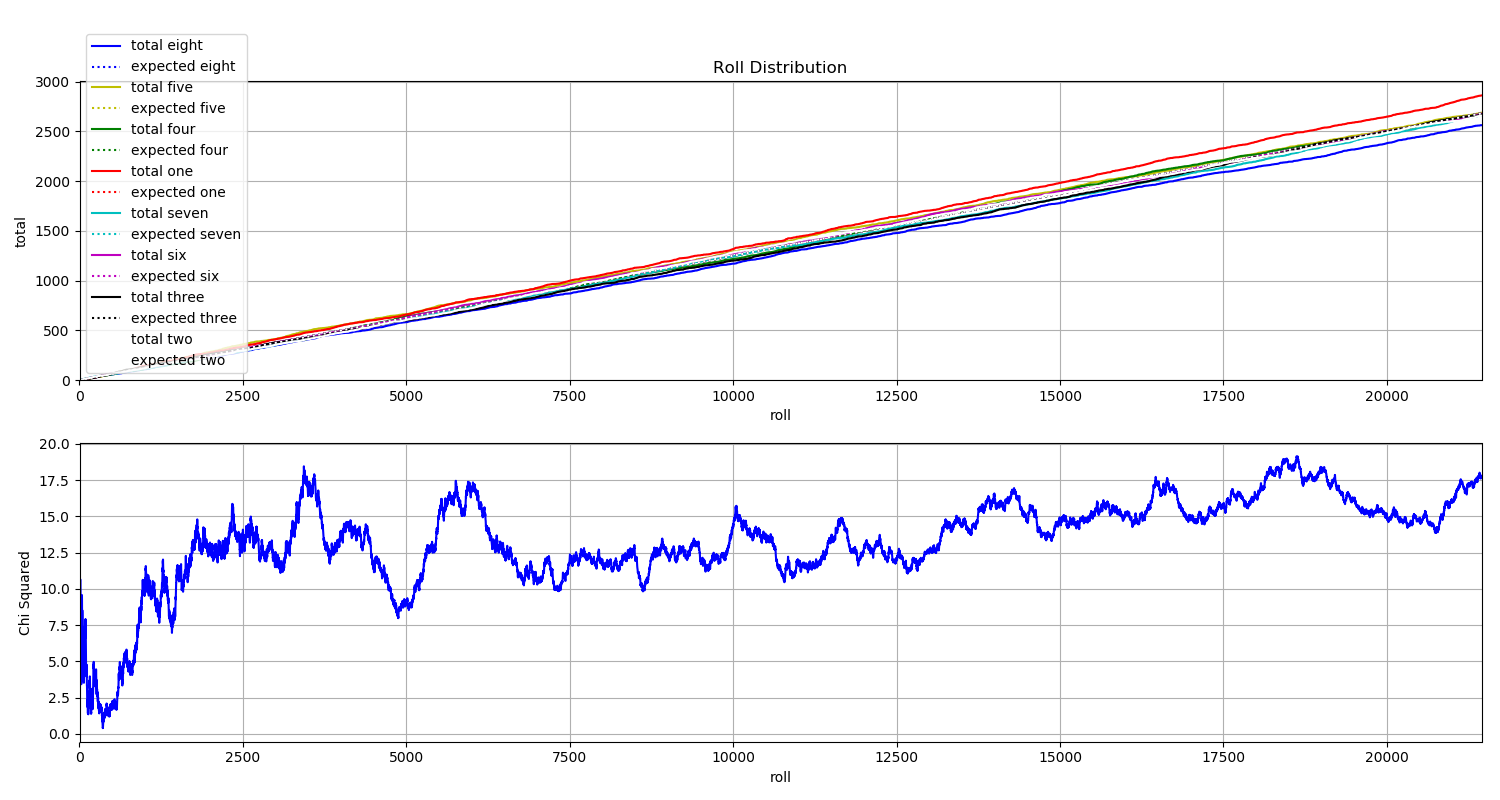 total eight
expected eight
total five
expected five
total four
expected four
total one
expected one
total seven
expected seven
total six
expected six
total three
expected three
total two
expected two
Roll Distribution
3000
2500
2000
1500
1000
500
0
total
0 2500 5000 7500 10000 12500 15000 17500 20000
roll
20.0
17.5
15.0
12.5
10.0
7.5
5.0
2.5
0.0
Chi Squared
0 2500 5000 7500 10000 12500 15000 17500 20000
roll